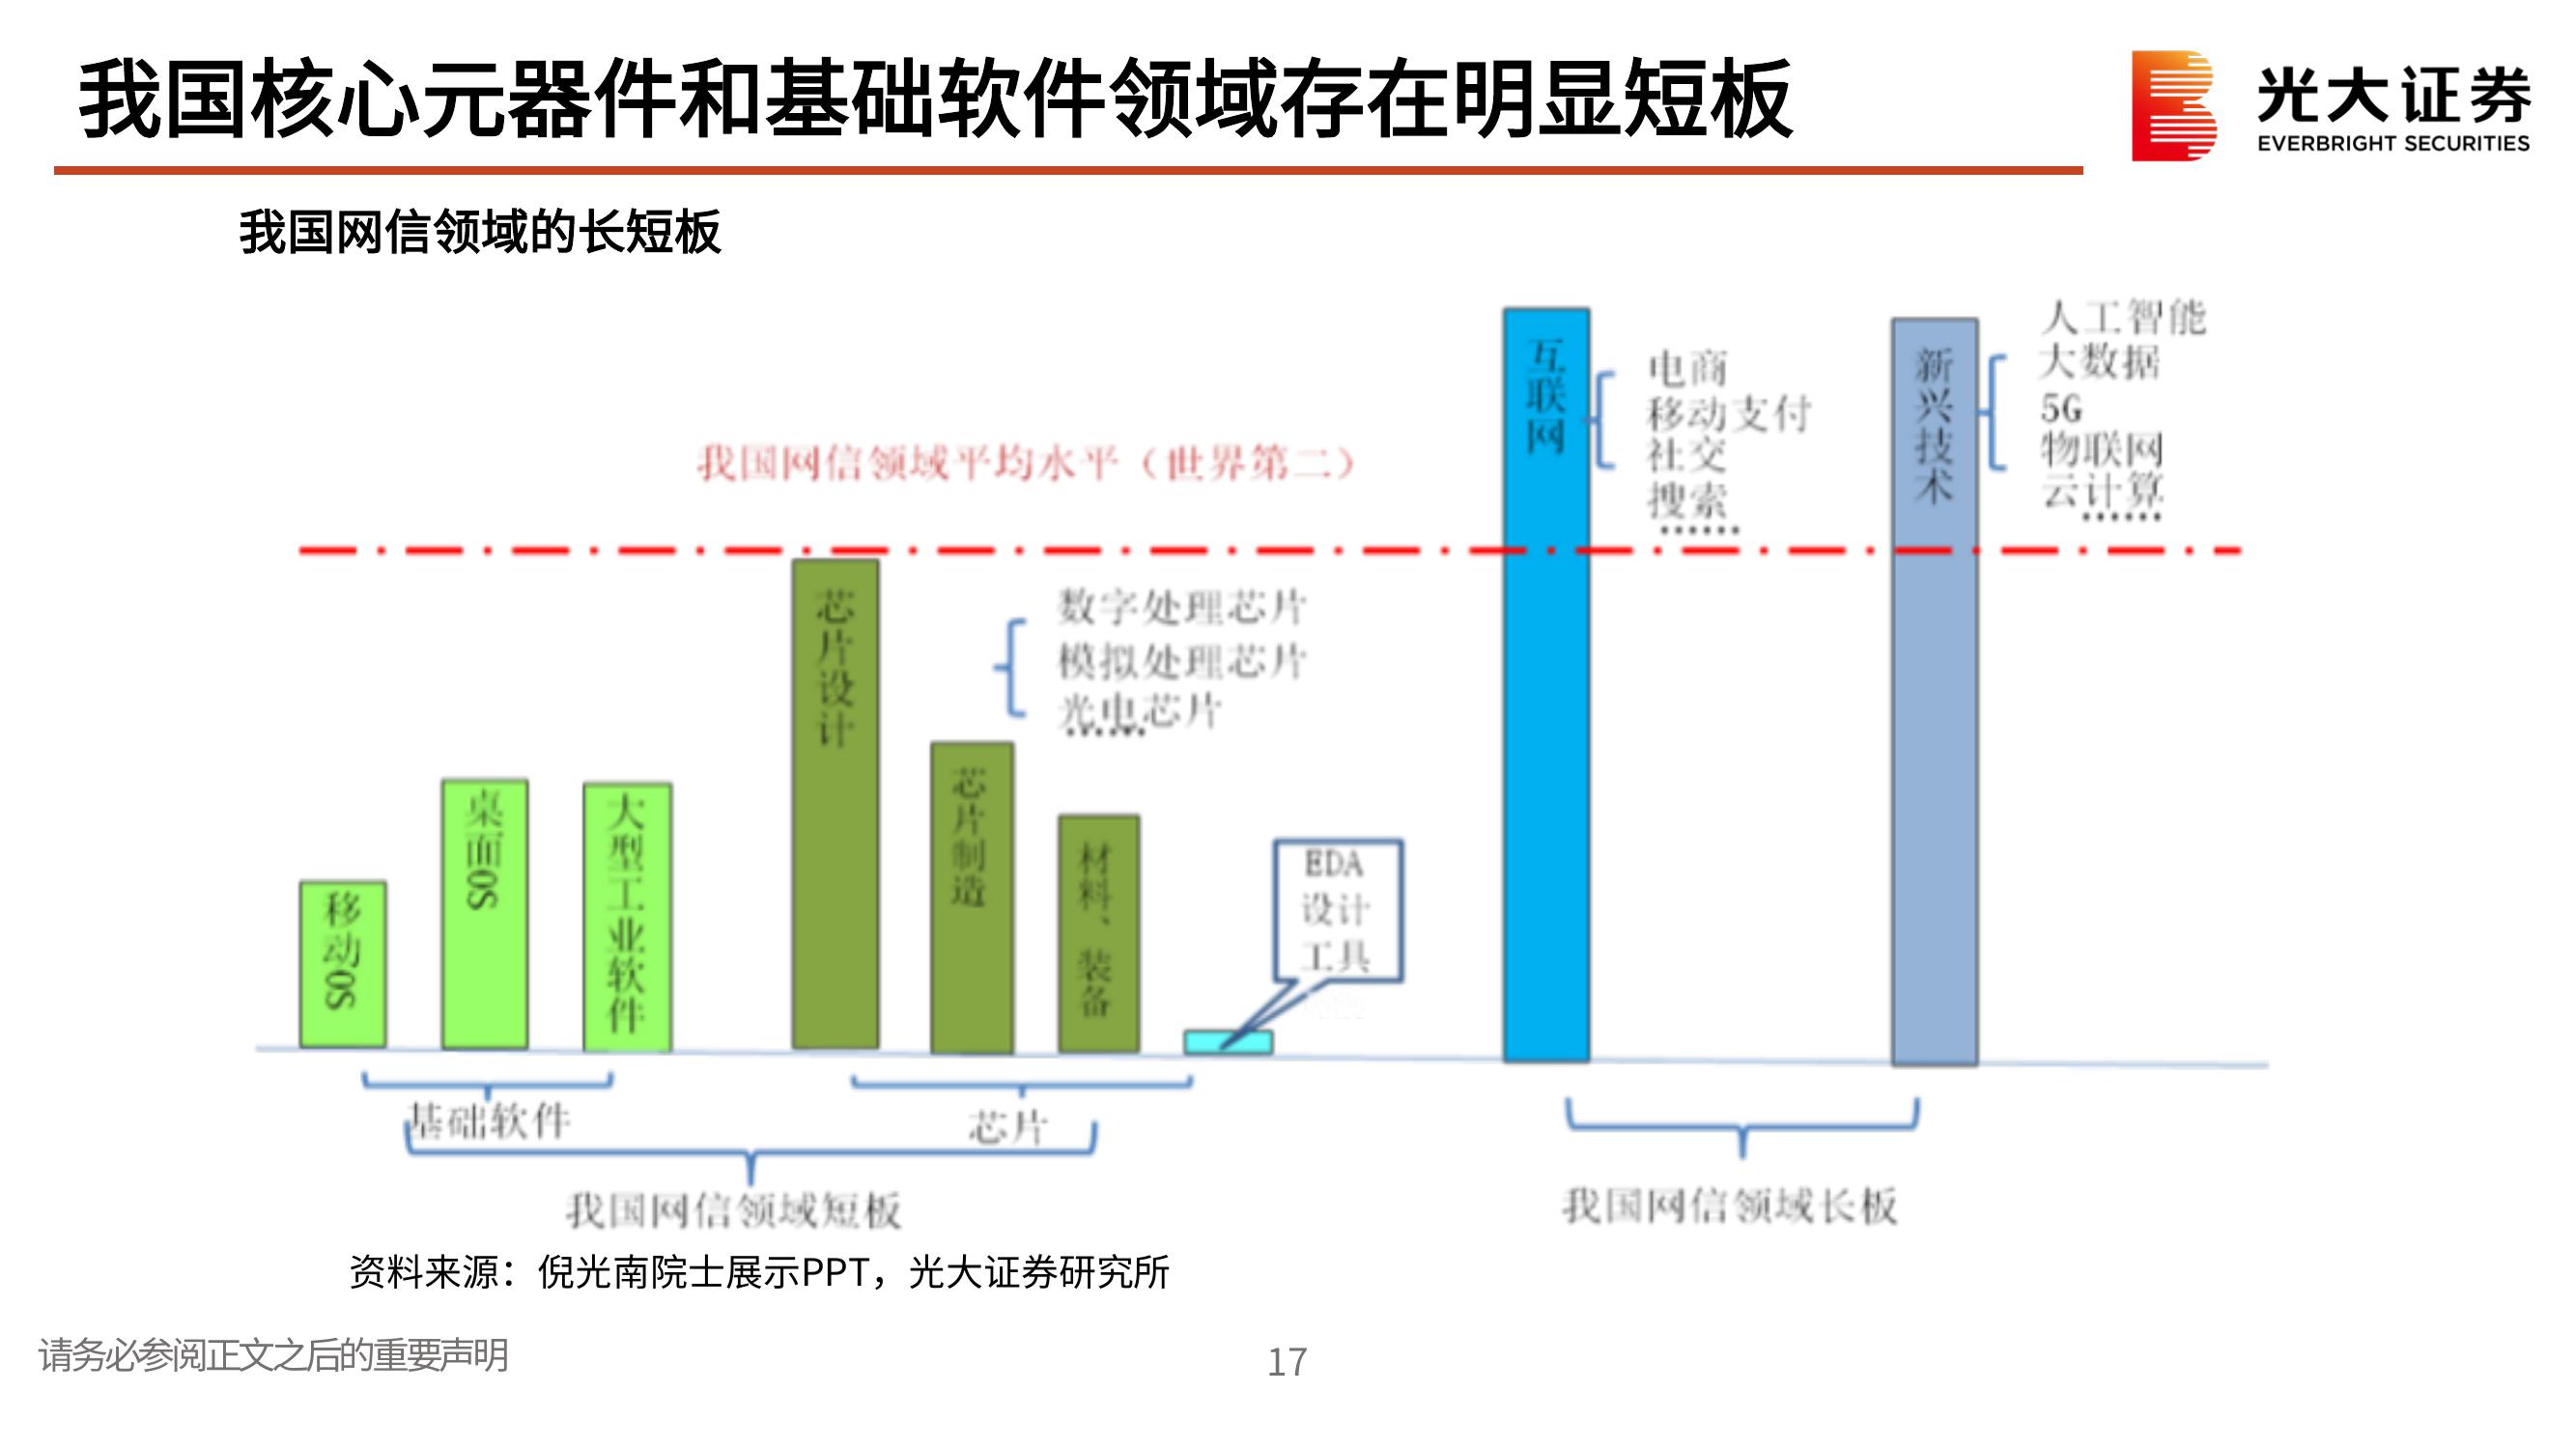 我国核心元器件和基础软件领域存在明显短板
光大证券
EVERBRIGHT SECURITIES
我国网信领域的长短板
我国网信领域平均水平（世界第二）
移动OS
桌面OS
大型工业软件
芯片设计
数字处理芯片
模拟处理芯片
光电芯片
......
芯片制造
材料、装备
EDA
设计
工具
互联网
电商
移动支付
社交
搜索
......
新兴技术
人工智能
大数据
5G
物联网
云计算
......
基础软件
芯片
我国网信领域短板
我国网信领域长板
资料来源：倪光南院士展示PPT，光大证券研究所
请务必参阅正文之后的重要声明
17